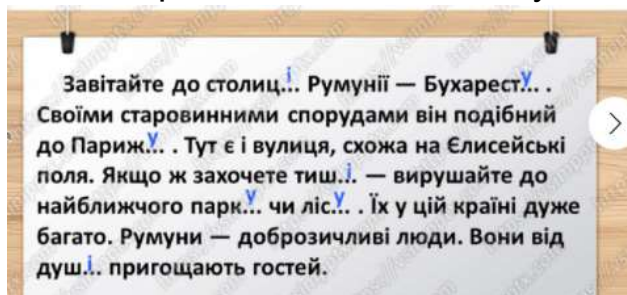 Завітайте до столиц..і. Румунії — Бухарест..у. .
Своїми старовинними спорудами він подібний
до Париж..у. . Тут є і вулиця, схожа на Єлисейські
поля. Якщо ж захочете тиш..і. — вирушайте до
найближчого парк..у. чи ліс..у. . Їх у цій країні дуже
багато. Румуни — доброзичливі люди. Вони від
душ..і. пригощають гостей.